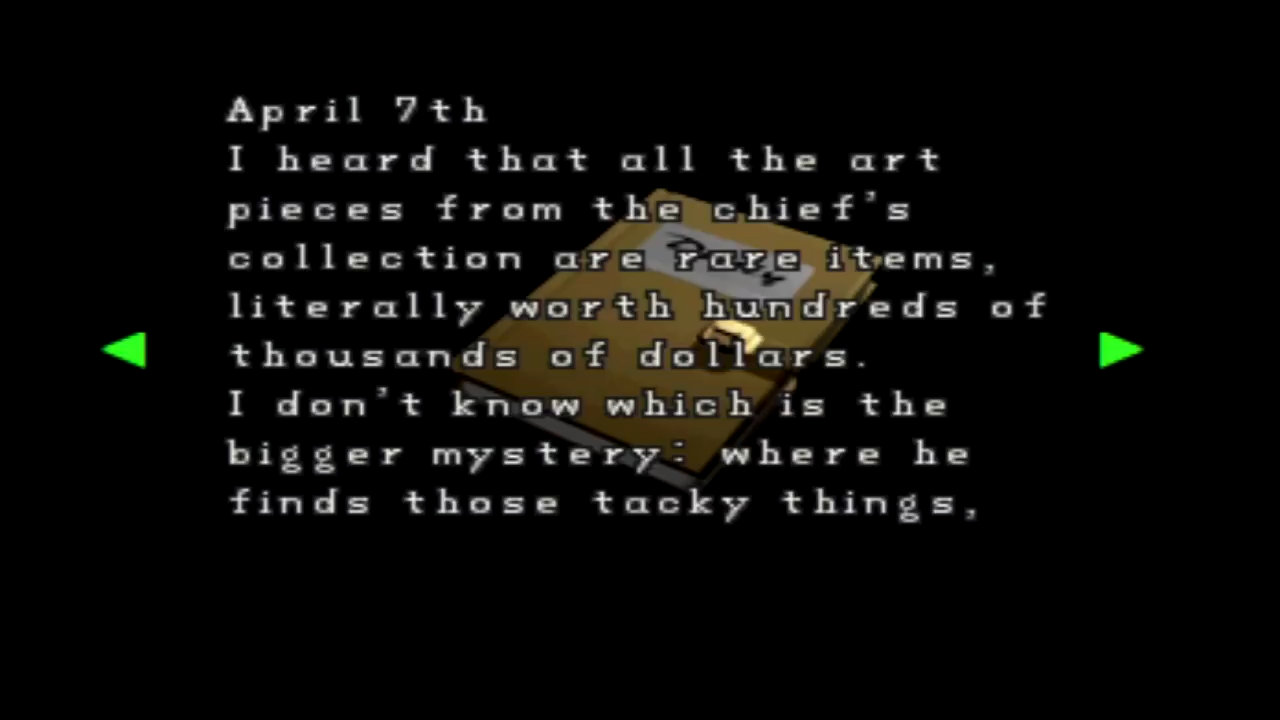 April 7th
I heard that all the art
pieces from the chief's
collection are rare items,
literally worth hundreds of
thousands of dollars.
I don't know which is the
bigger mystery: where he
finds those tacky things,
Diary